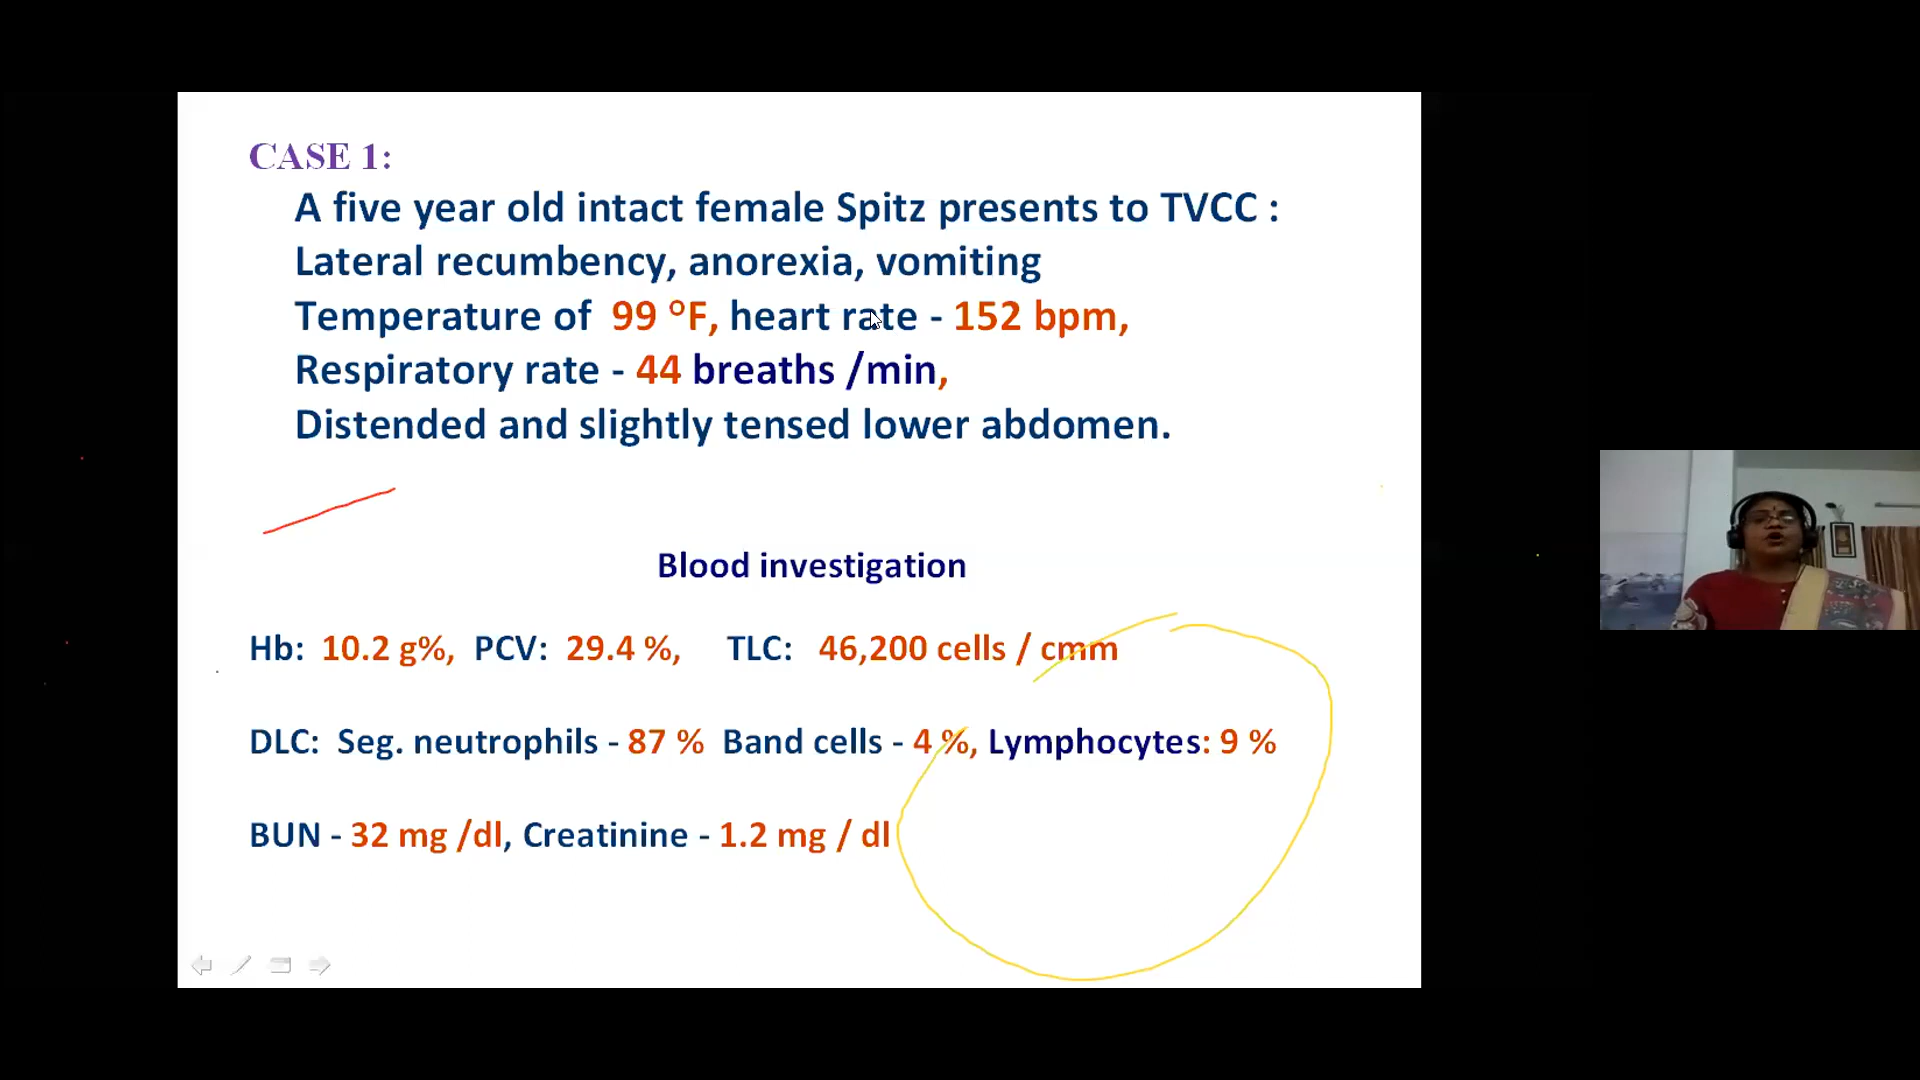 CASE 1:
A five year old intact female Spitz presents to TVCC :
Lateral recumbency, anorexia, vomiting
Temperature of 99 °F, heart rate - 152 bpm,
Respiratory rate - 44 breaths /min,
Distended and slightly tensed lower abdomen.
Blood investigation
Hb: 10.2 g%, PCV: 29.4 %, TLC: 46,200 cells / cmm
DLC: Seg. neutrophils - 87 % Band cells - 4 %, Lymphocytes: 9 %
BUN - 32 mg /dl, Creatinine - 1.2 mg / dl